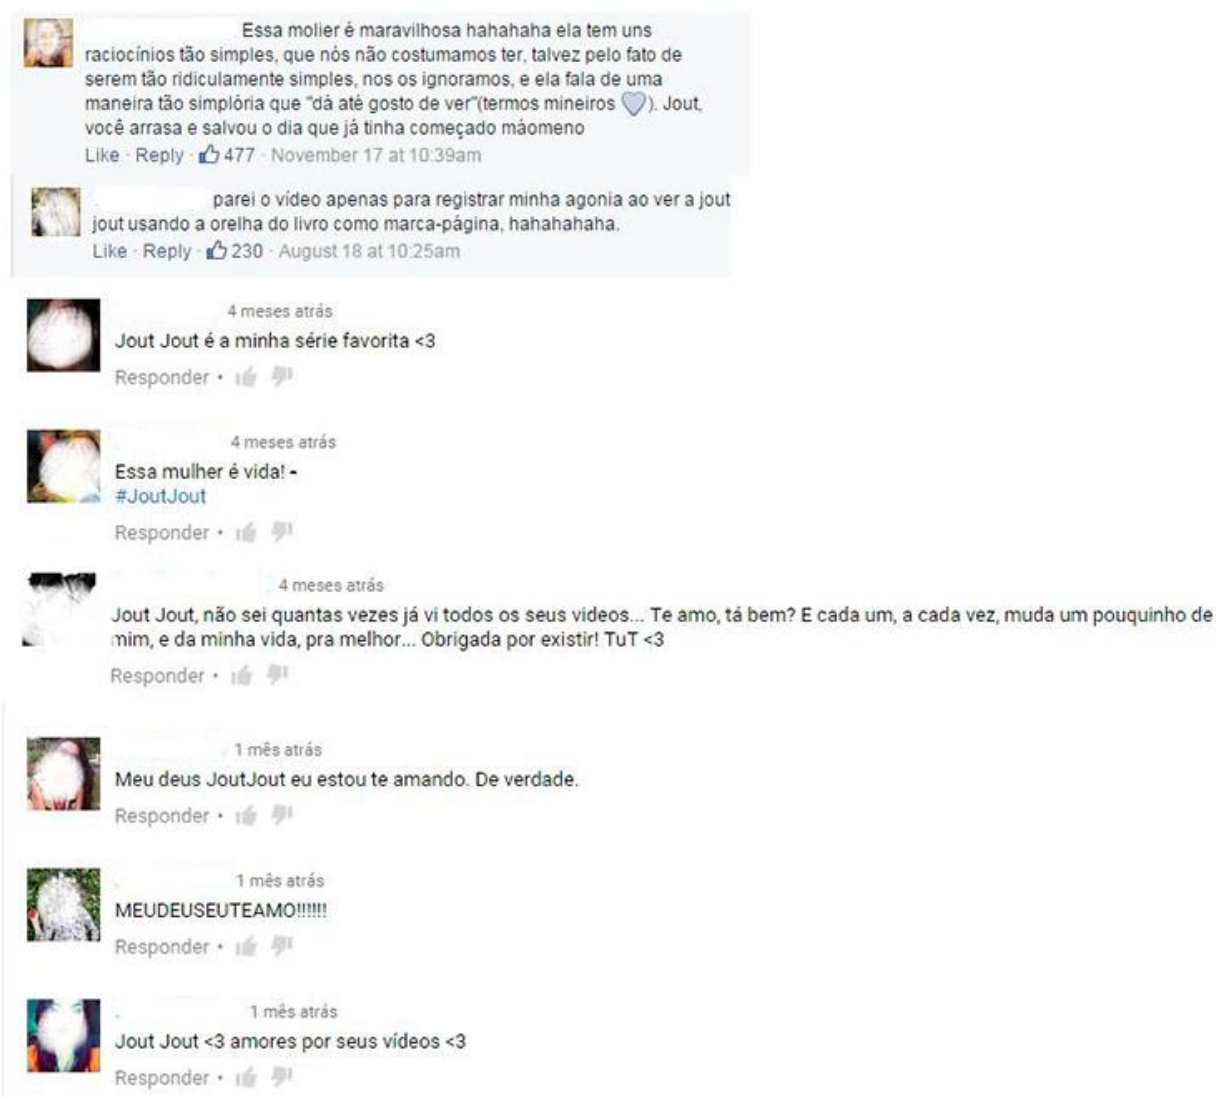 Essa molier é maravilhosa hahahaha ela tem uns
raciocínios tão simples, que nós não costumamos ter, talvez pelo fato de
serem tão ridiculamente simples, nos os ignoramos, e ela fala de uma
maneira tão simplória que "dá até gosto de ver"(termos mineiros 💙). Jout,
você arrasa e salvou o dia que já tinha começado máomeno
Like · Reply · 477 · November 17 at 10:39am
parei o vídeo apenas para registrar minha agonia ao ver a jout
jout usando a orelha do livro como marca-página, hahahahaha.
Like · Reply · 230 · August 18 at 10:25am
4 meses atrás
Jout Jout é a minha série favorita <3
Responder •
4 meses atrás
Essa mulher é vida! -
#JoutJout
Responder •
4 meses atrás
Jout Jout, não sei quantas vezes já vi todos os seus videos... Te amo, tá bem? E cada um, a cada vez, muda um pouquinho de
mim, e da minha vida, pra melhor... Obrigada por existir! TuT <3
Responder •
1 mês atrás
Meu deus JoutJout eu estou te amando. De verdade.
Responder •
1 mês atrás
MEUDEUSEUTEAMO!!!!!!
Responder •
1 mês atrás
Jout Jout <3 amores por seus vídeos <3
Responder •